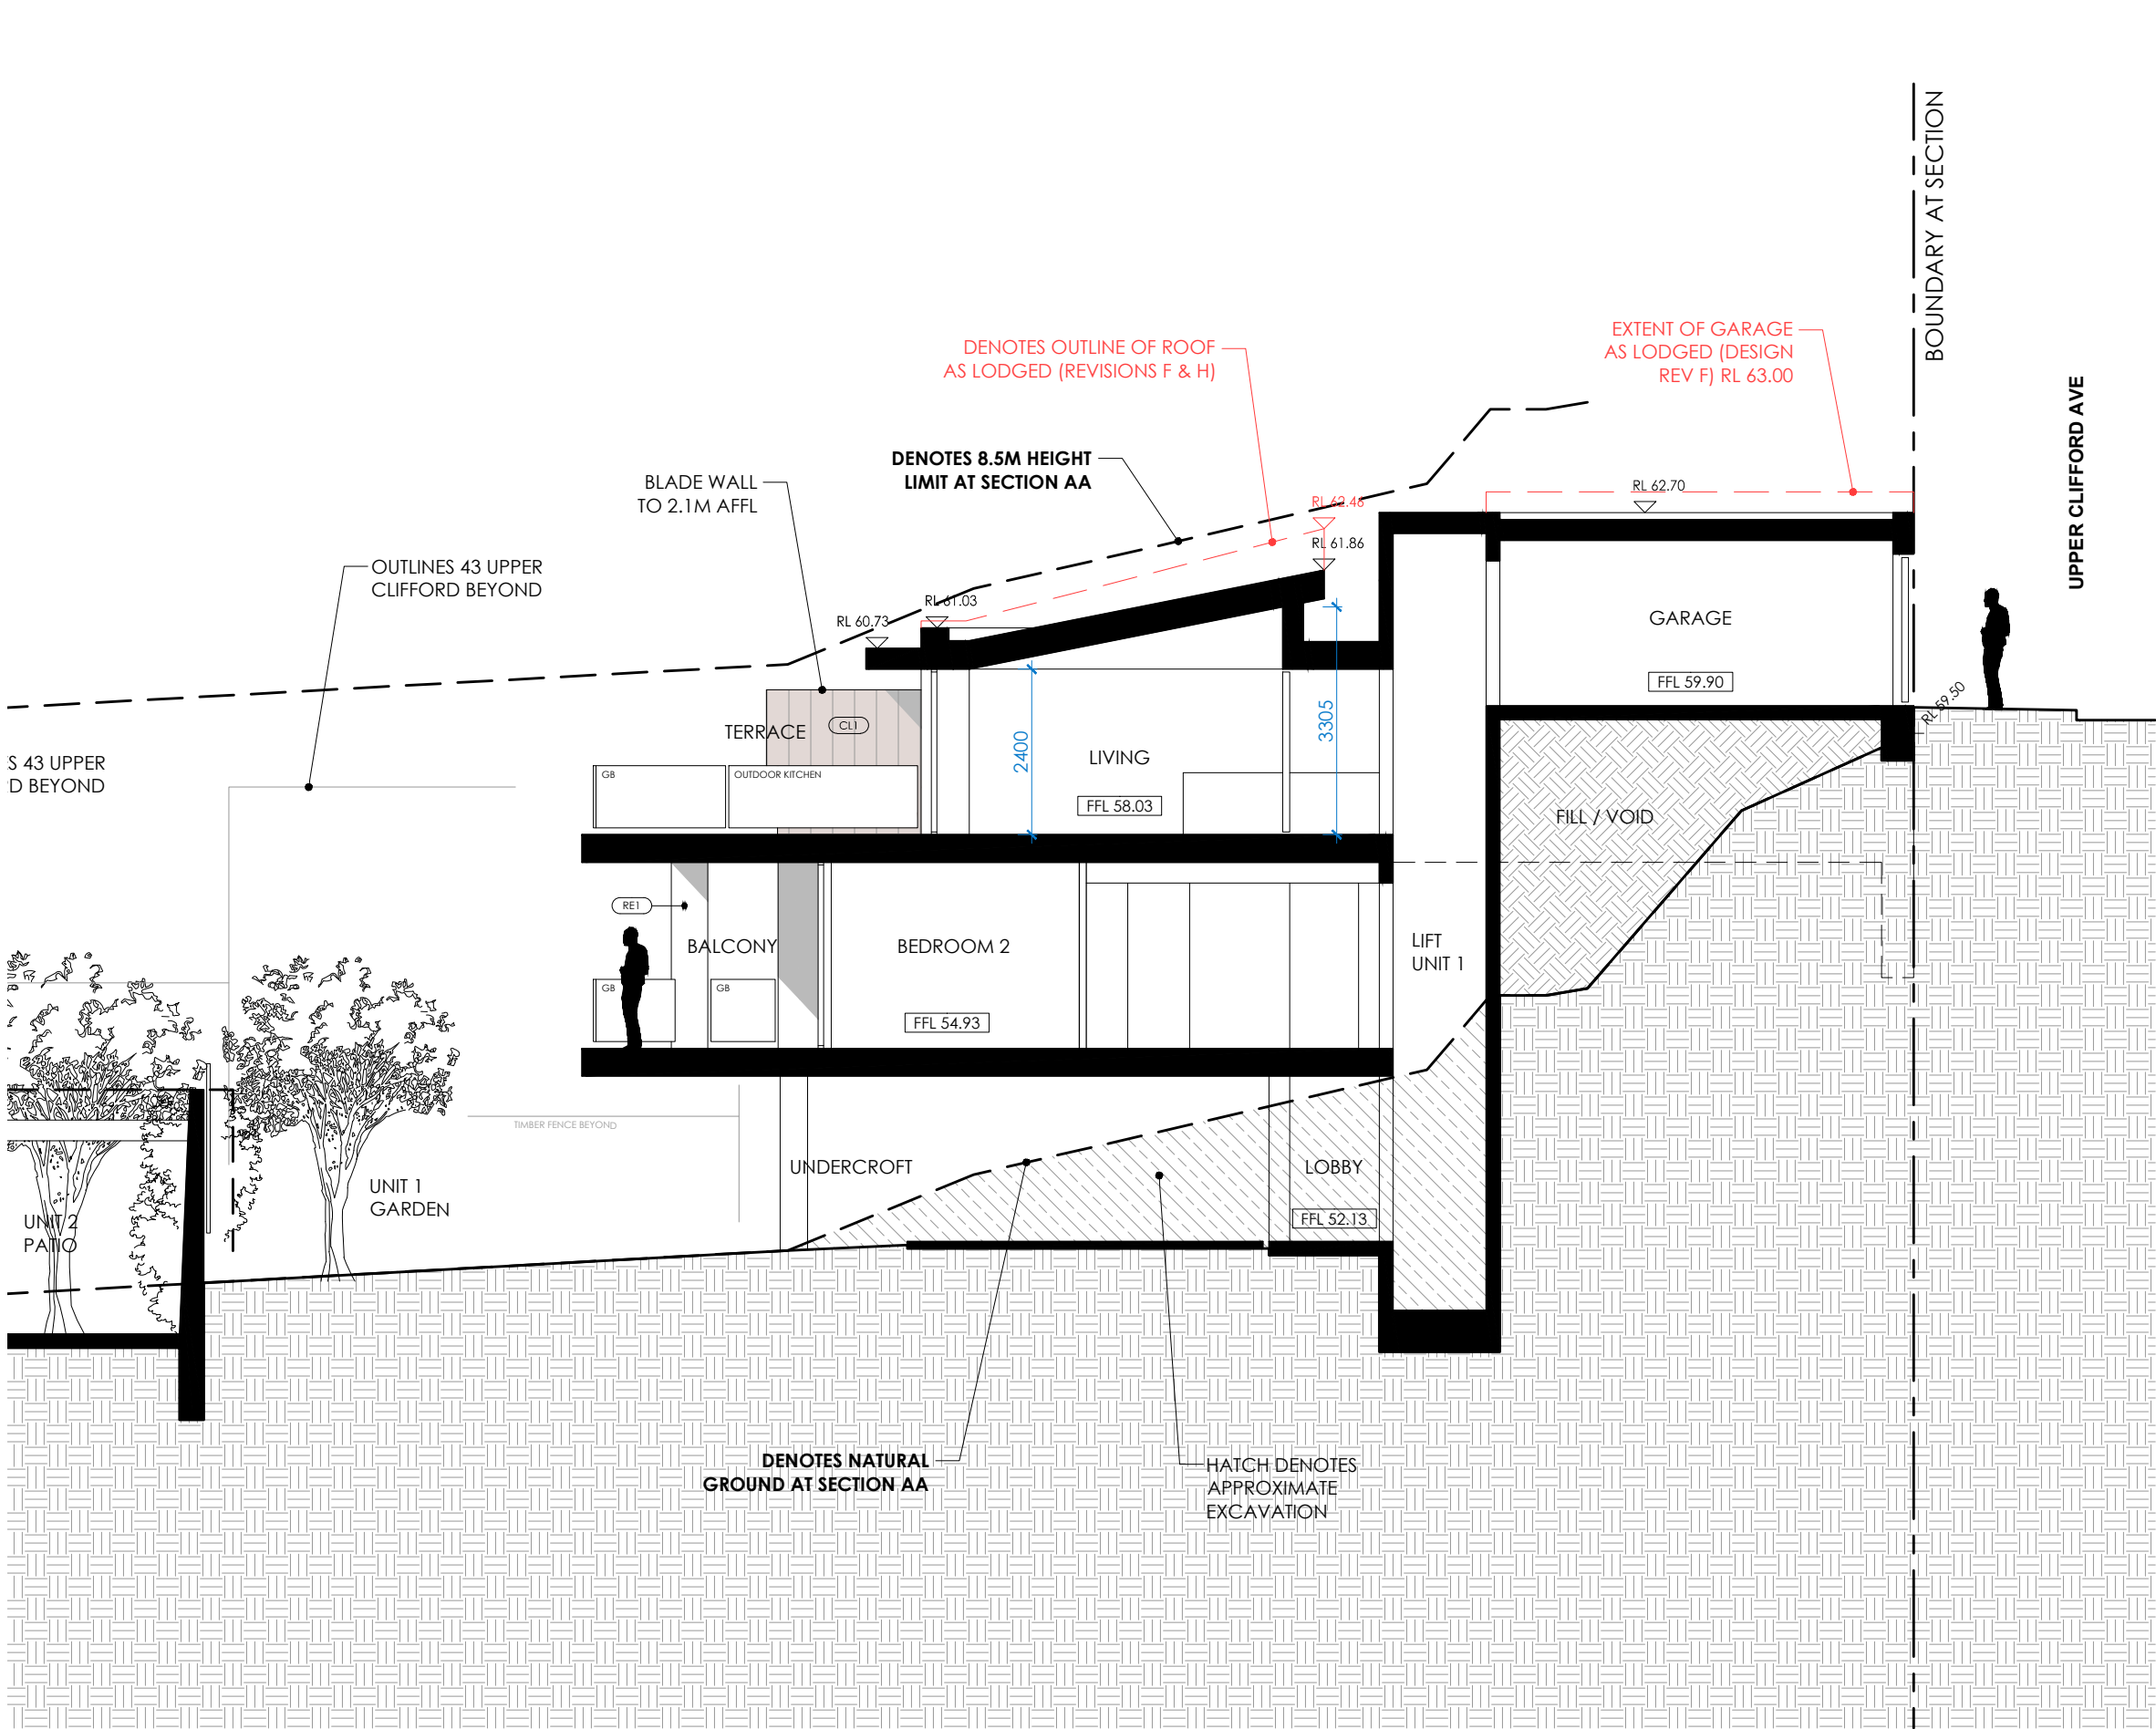 BOUNDARY AT SECTION
UPPER CLIFFORD AVE
EXTENT OF GARAGE
AS LODGED (DESIGN
REV F) RL 63.00
DENOTES OUTLINE OF ROOF
AS LODGED (REVISIONS F & H)
DENOTES 8.5M HEIGHT
LIMIT AT SECTION AA
BLADE WALL
TO 2.1M AFFL
RL 62.46
RL 62.70
RL 61.86
OUTLINES 43 UPPER
CLIFFORD BEYOND
RL 61.03
RL 60.73
GARAGE
FFL 59.90
RL 59.50
TERRACE
CL1
2400
3305
LIVING
FFL 58.03
S 43 UPPER
D BEYOND
GB
OUTDOOR KITCHEN
FILL / VOID
RE1
BALCONY
BEDROOM 2
LIFT
UNIT 1
GB
GB
FFL 54.93
TIMBER FENCE BEYOND
UNDERCROFT
LOBBY
FFL 52.13
UNIT 1
GARDEN
UNIT 2
PATIO
DENOTES NATURAL
GROUND AT SECTION AA
HATCH DENOTES
APPROXIMATE
EXCAVATION